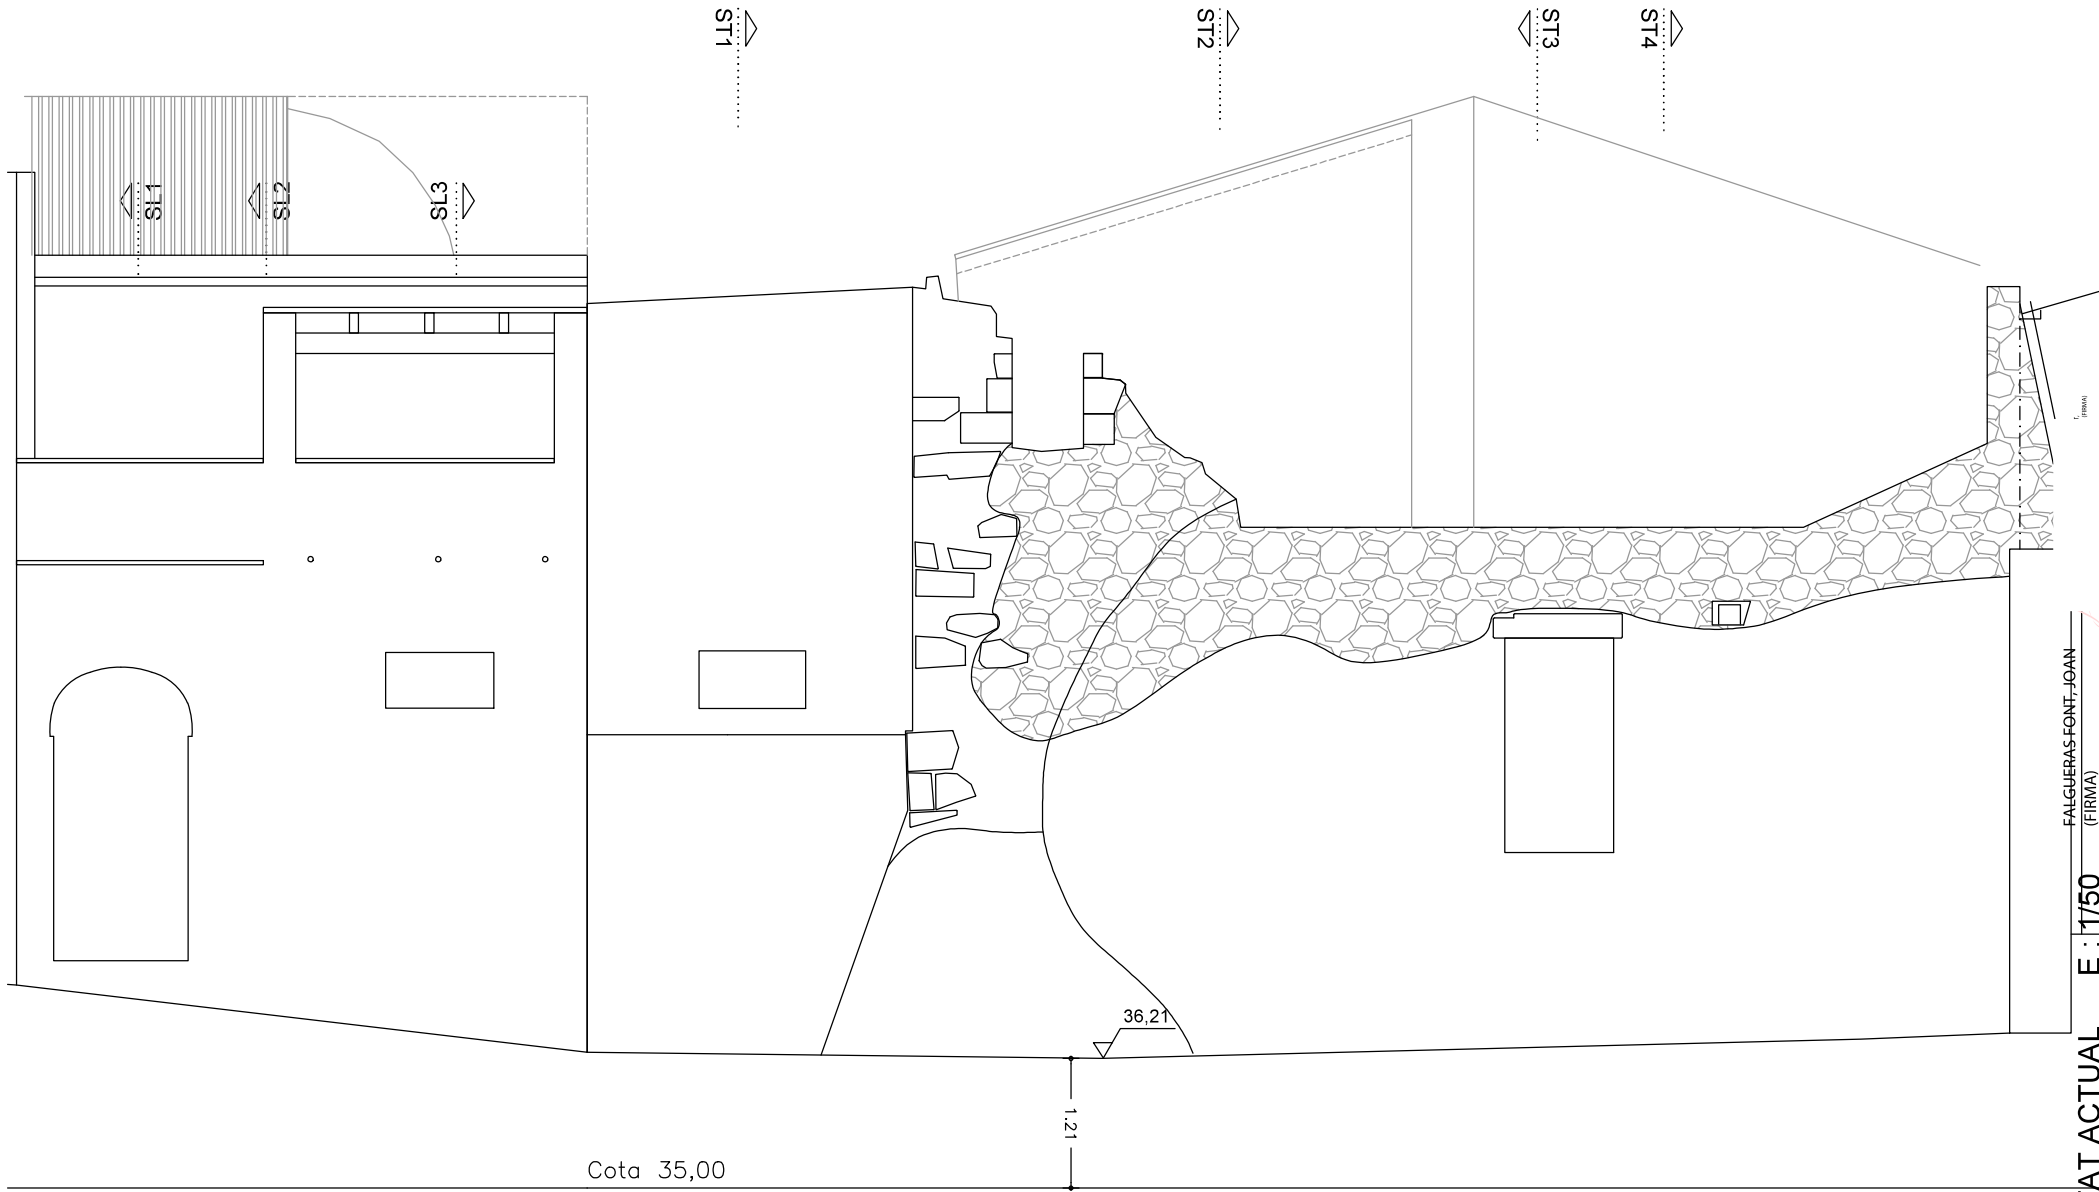 ST1
ST2
ST3
ST4
SL1
SL2
SL3
(FIRMA)
FALGUERAS FONT, JOAN
(FIRMA)
36,21
1.21
Cota 35,00
AT ACTUAL E : 1/50